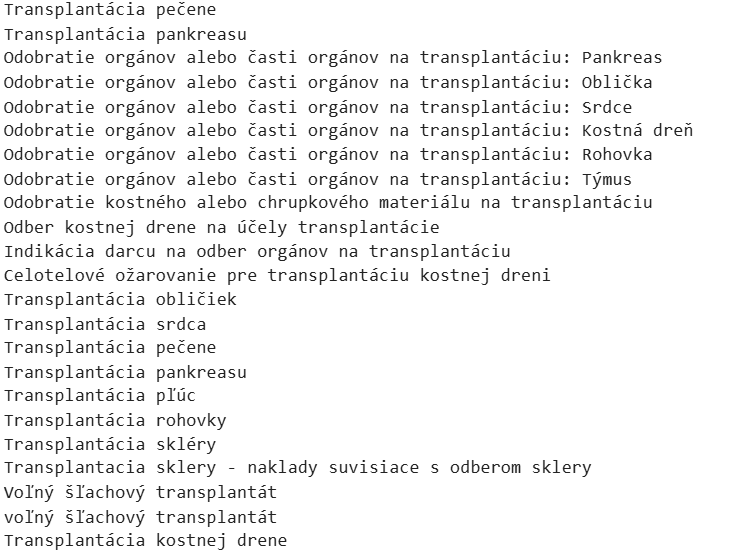 Transplantácia pečene
Transplantácia pankreasu
Odobratie orgánov alebo časti orgánov na transplantáciu: Pankreas
Odobratie orgánov alebo časti orgánov na transplantáciu: Oblička
Odobratie orgánov alebo časti orgánov na transplantáciu: Srdce
Odobratie orgánov alebo časti orgánov na transplantáciu: Kostná dreň
Odobratie orgánov alebo časti orgánov na transplantáciu: Rohovka
Odobratie orgánov alebo časti orgánov na transplantáciu: Týmus
Odobratie kostného alebo chrupkového materiálu na transplantáciu
Odber kostnej drene na účely transplantácie
Indikácia darcu na odber orgánov na transplantáciu
Celotelové ožarovanie pre transplantáciu kostnej dreni
Transplantácia obličiek
Transplantácia srdca
Transplantácia pečene
Transplantácia pankreasu
Transplantácia pľúc
Transplantácia rohovky
Transplantácia skléry
Transplantacia sklery - naklady suvisiace s odberom sklery
Voľný šľachový transplantát
voľný šľachový transplantát
Transplantácia kostnej drene